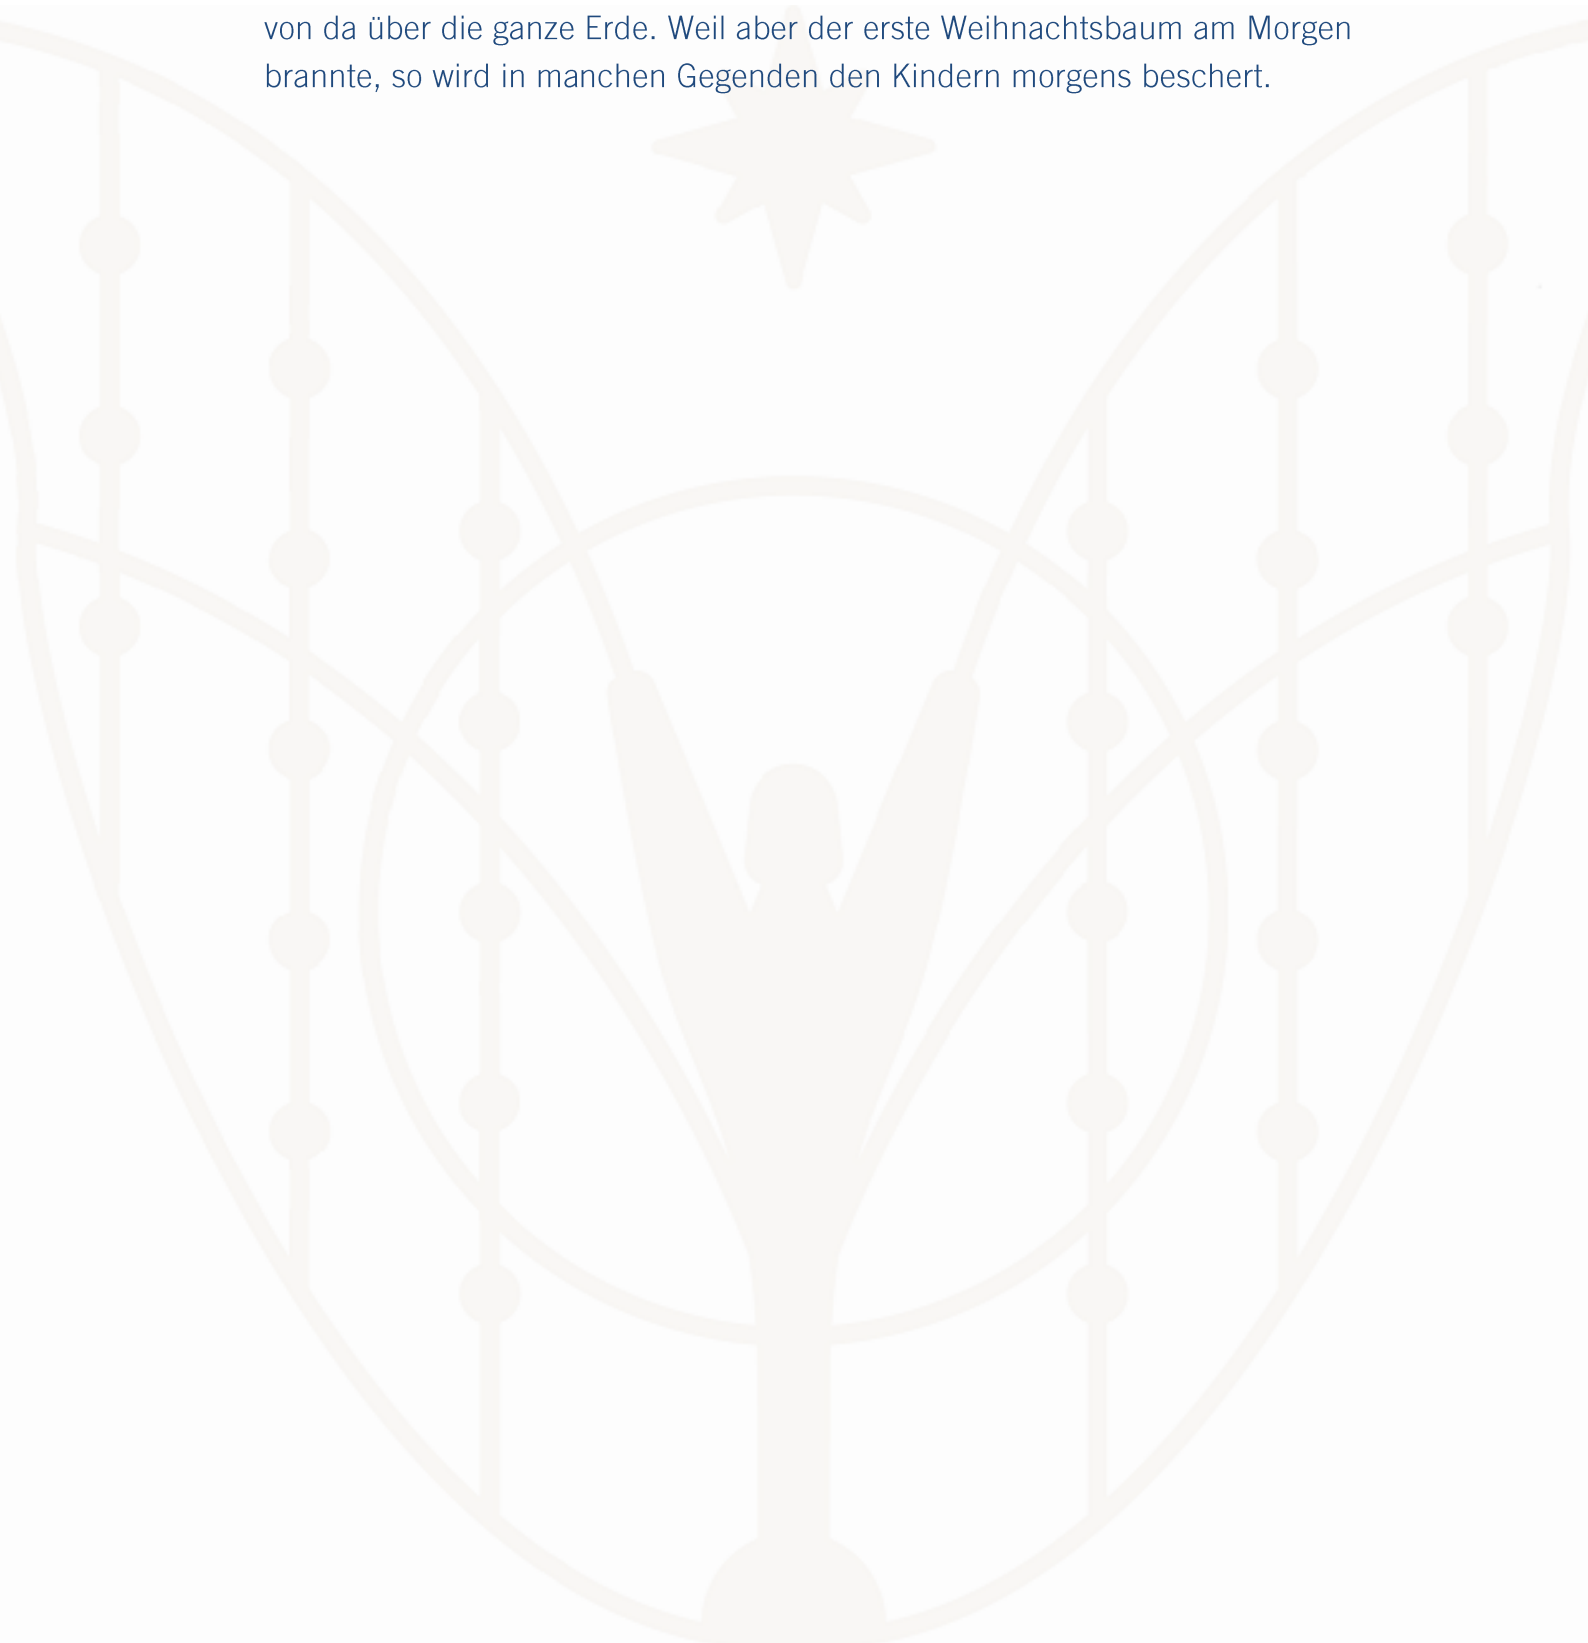 von da über die ganze Erde. Weil aber der erste Weihnachtsbaum am Morgen
brannte, so wird in manchen Gegenden den Kindern morgens beschert.